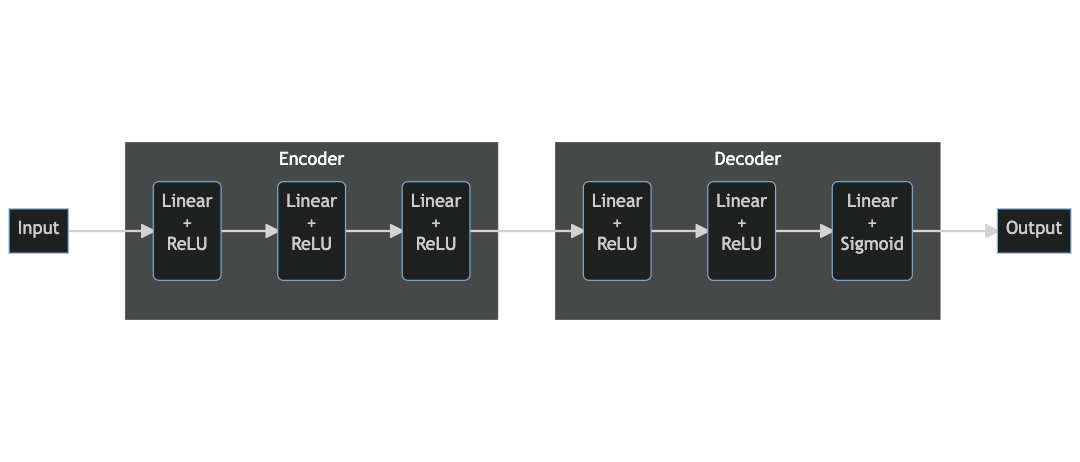 Encoder
Decoder
Input
Linear
+
ReLU
Linear
+
ReLU
Linear
+
ReLU
Linear
+
ReLU
Linear
+
ReLU
Linear
+
Sigmoid
Output